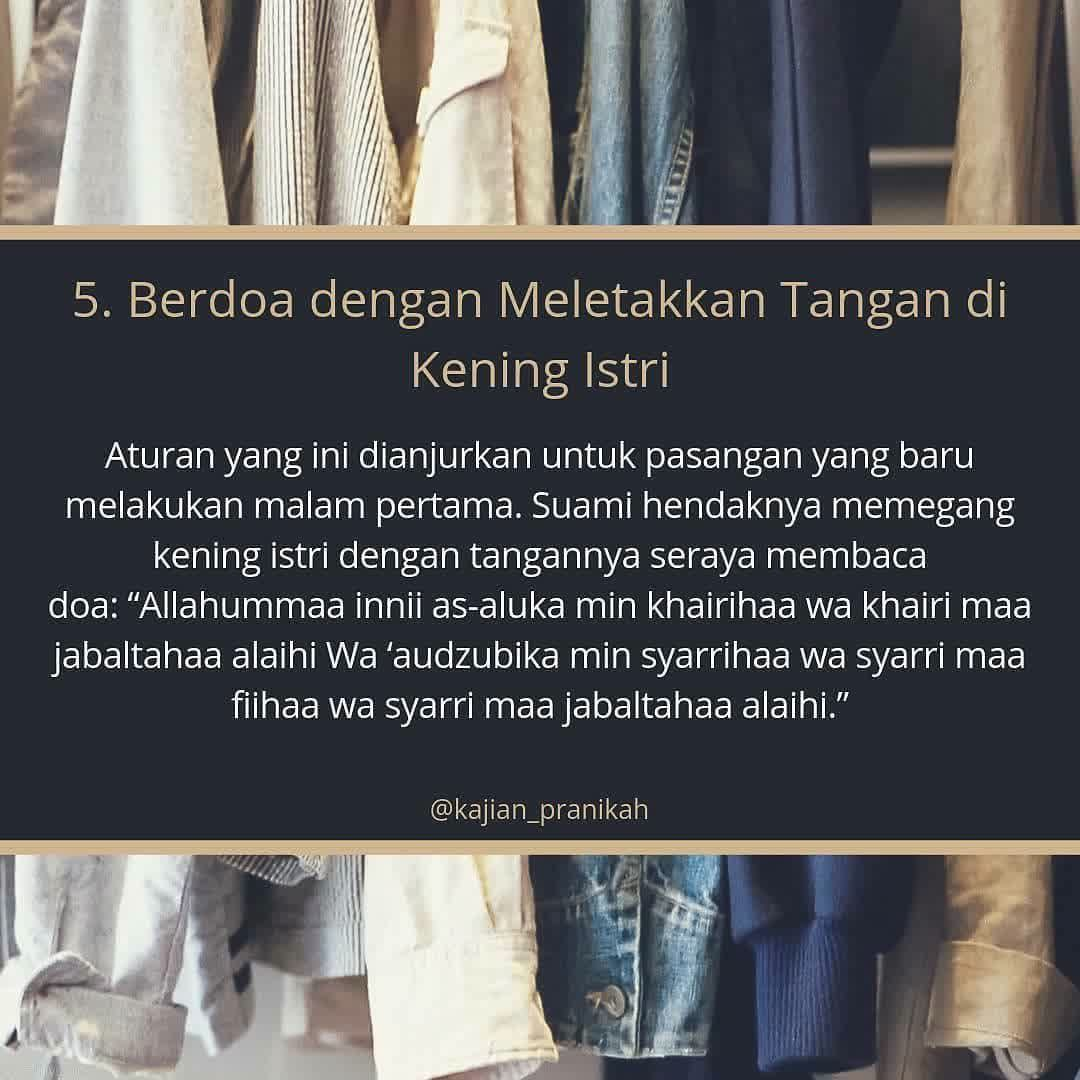 5. Berdoa dengan Meletakkan Tangan di
Kening Istri
Aturan yang ini dianjurkan untuk pasangan yang baru
melakukan malam pertama. Suami hendaknya memegang
kening istri dengan tangannya seraya membaca
doa: “Allahummaa innii as-aluka min khairihaa wa khairi maa
jabaltahaa alaihi Wa ‘audzubika min syarrihaa wa syarri maa
fiihaa wa syarri maa jabaltahaa alaihi.”
@kajian_pranikah